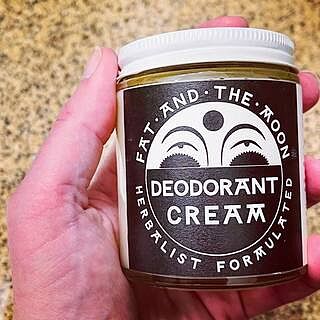 FAT·AND·THE·MOON
DEODORANT
CREAM
HERBALIST FORMULATED